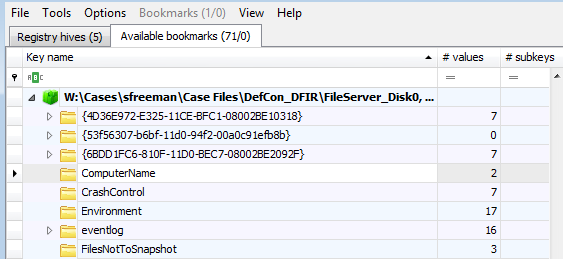 File Tools Options Bookmarks (1/0) View Help
Registry hives (5) Available bookmarks (71/0)
Key name # values # subkeys
ABC = =
W:\Cases\sfreeman\Case Files\DefCon_DFIR\FileServer_Disk0, ...
{4D36E972-E325-11CE-BFC1-08002BE10318} 7
{53f56307-b6bf-11d0-94f2-00a0c91efb8b} 0
{6BDD1FC6-810F-11D0-BEC7-08002BE2092F} 7
ComputerName 2
CrashControl 7
Environment 17
eventlog 16
FilesNotToSnapshot 3